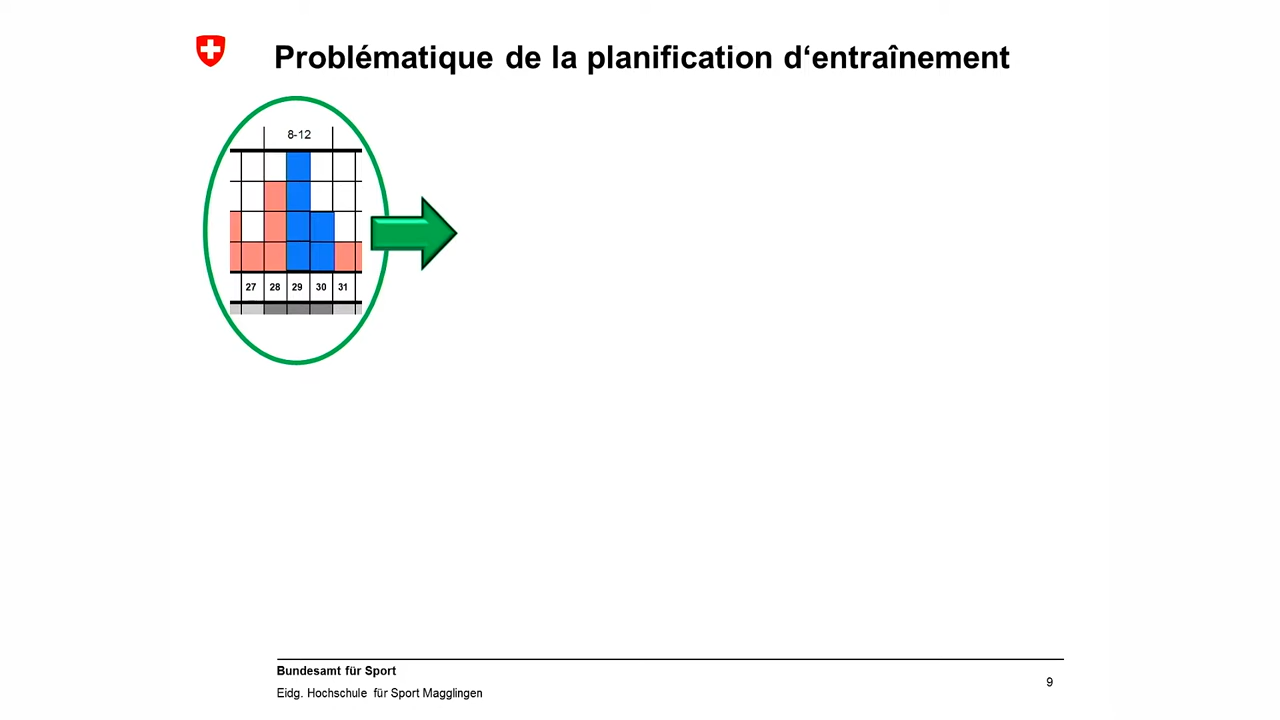 Problématique de la planification d‘entraînement
8-12
27 28 29 30 31
Bundesamt für Sport
Eidg. Hochschule für Sport Magglingen
9